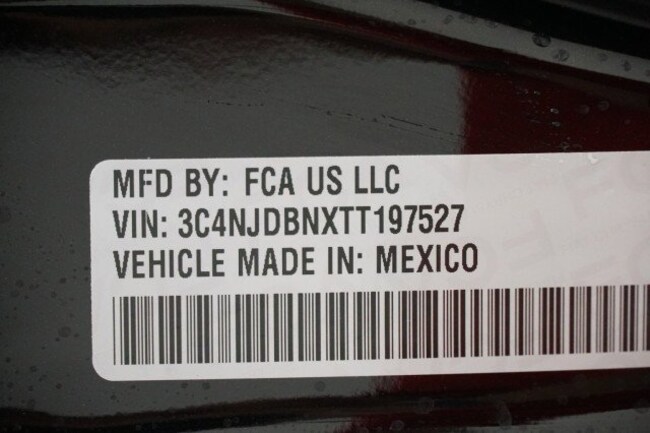 MFD BY: FCA US LLC
VIN: 3C4NJDBNXTT197527
VEHICLE MADE IN: MEXICO